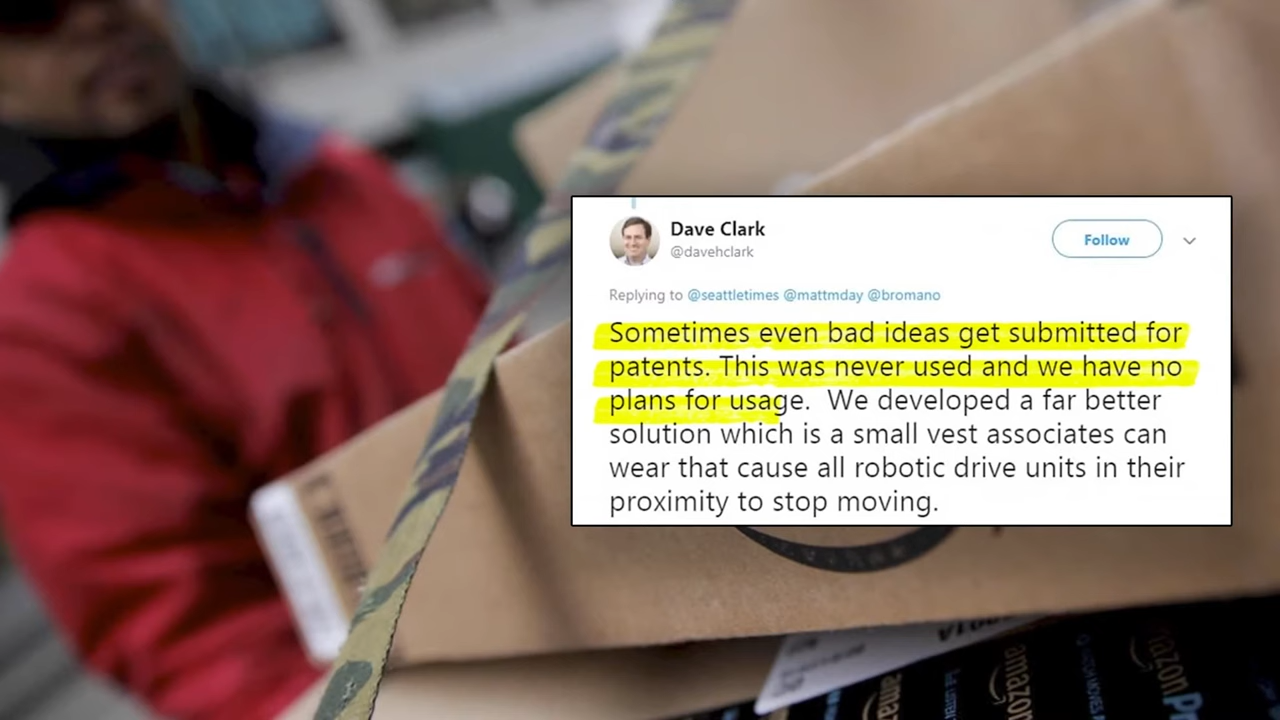 Dave Clark
@davehclark
Follow
Replying to @seattletimes @mattmday @bromano
Sometimes even bad ideas get submitted for
patents. This was never used and we have no
plans for usage.  We developed a far better
solution which is a small vest associates can
wear that cause all robotic drive units in their
proximity to stop moving.
amazon
amazon